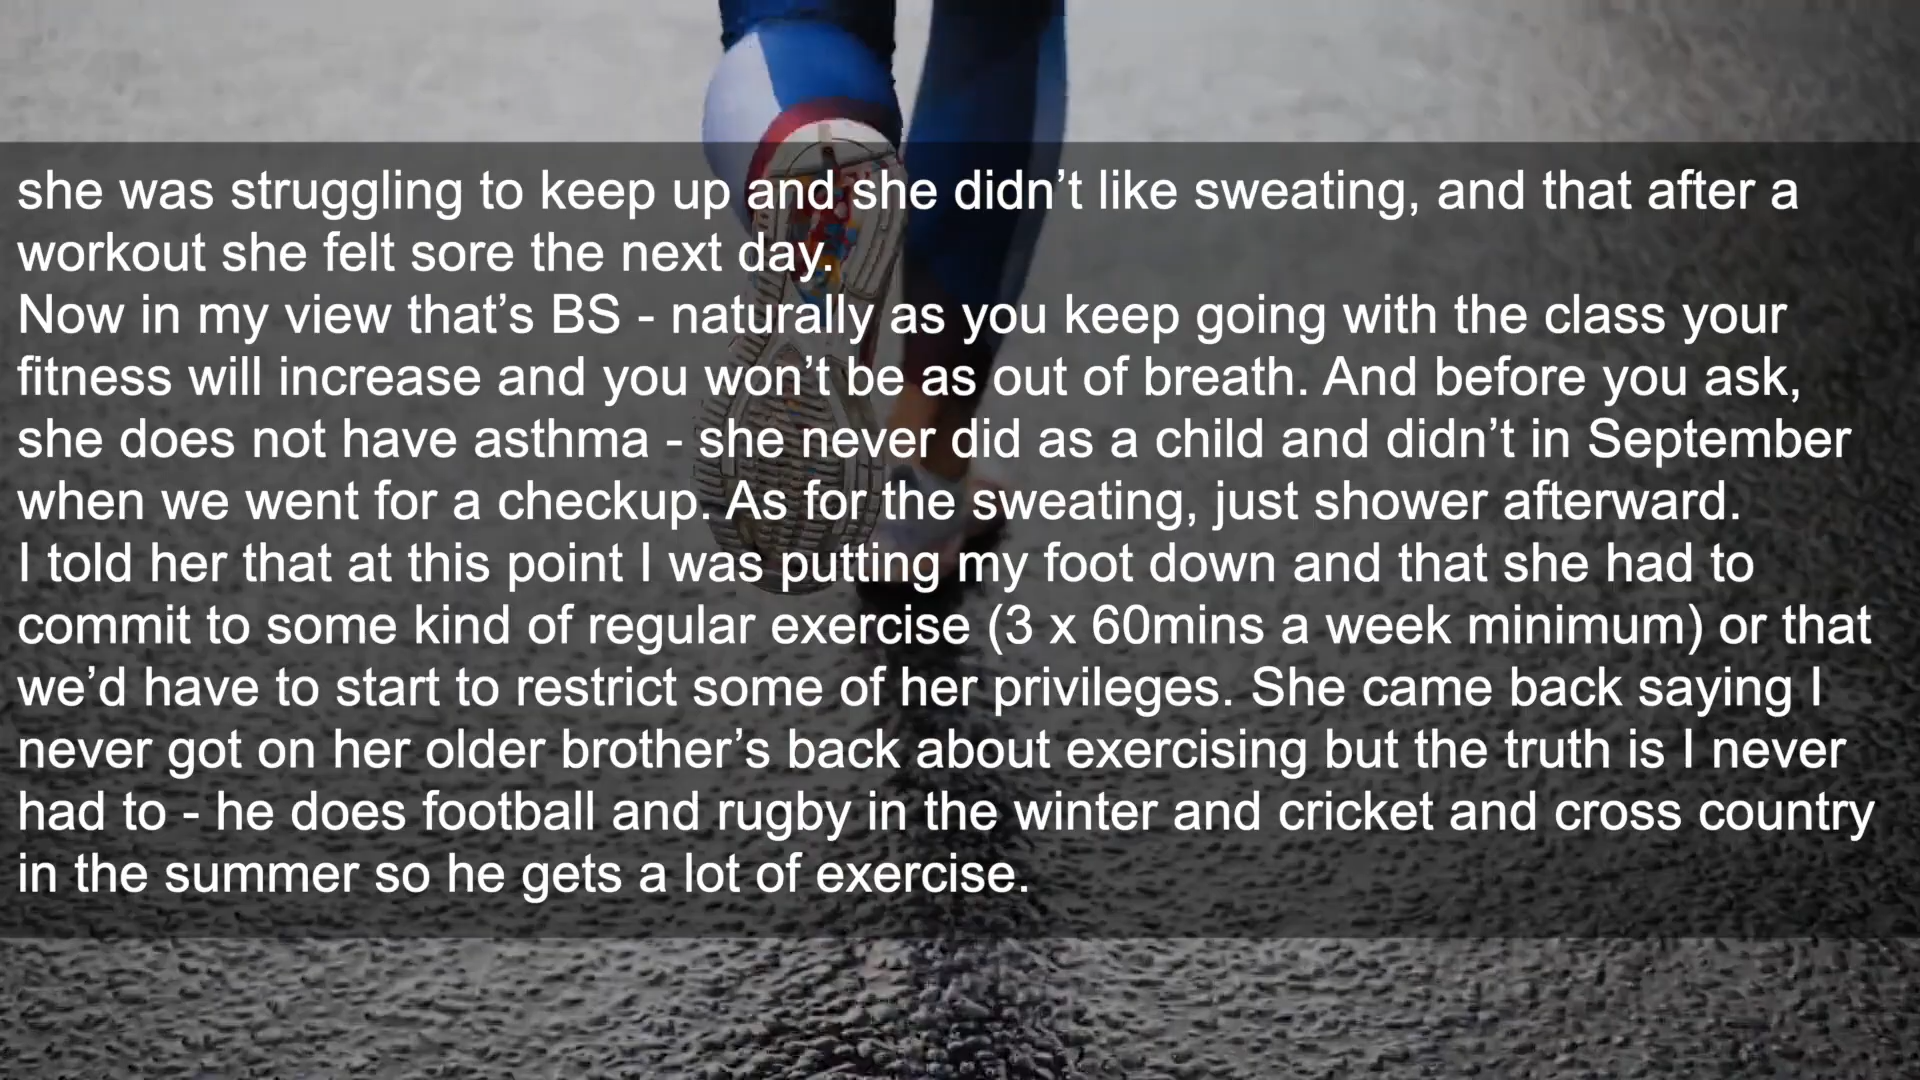 she was struggling to keep up and she didn’t like sweating, and that after a
workout she felt sore the next day.
Now in my view that’s BS - naturally as you keep going with the class your
fitness will increase and you won’t be as out of breath. And before you ask,
she does not have asthma - she never did as a child and didn’t in September
when we went for a checkup. As for the sweating, just shower afterward.
I told her that at this point I was putting my foot down and that she had to
commit to some kind of regular exercise (3 x 60mins a week minimum) or that
we’d have to start to restrict some of her privileges. She came back saying I
never got on her older brother’s back about exercising but the truth is I never
had to - he does football and rugby in the winter and cricket and cross country
in the summer so he gets a lot of exercise.